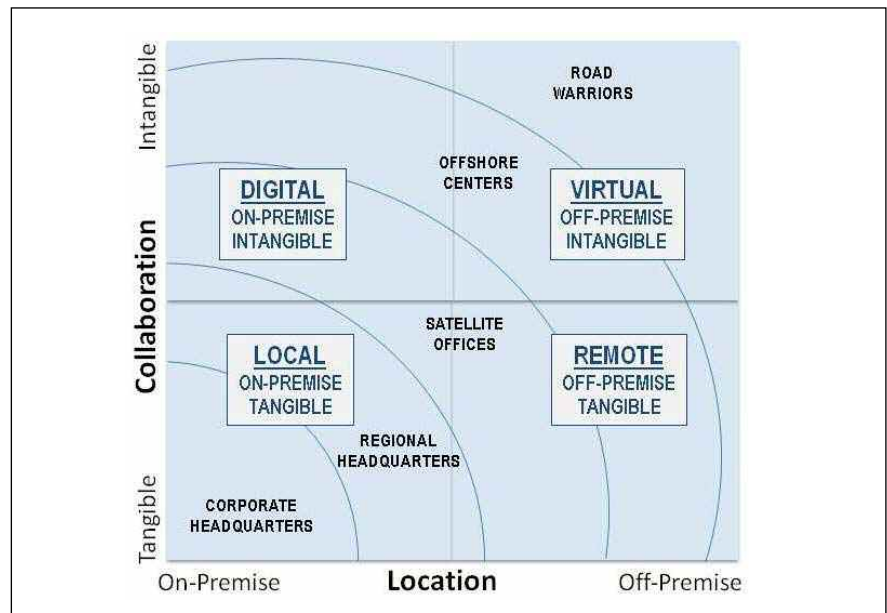 Intangible
ROAD
WARRIORS
OFFSHORE
CENTERS
DIGITAL
ON-PREMISE
INTANGIBLE
VIRTUAL
OFF-PREMISE
INTANGIBLE
Collaboration
SATELLITE
OFFICES
LOCAL
ON-PREMISE
TANGIBLE
REMOTE
OFF-PREMISE
TANGIBLE
REGIONAL
HEADQUARTERS
Tangible
CORPORATE
HEADQUARTERS
On-Premise
Location
Off-Premise